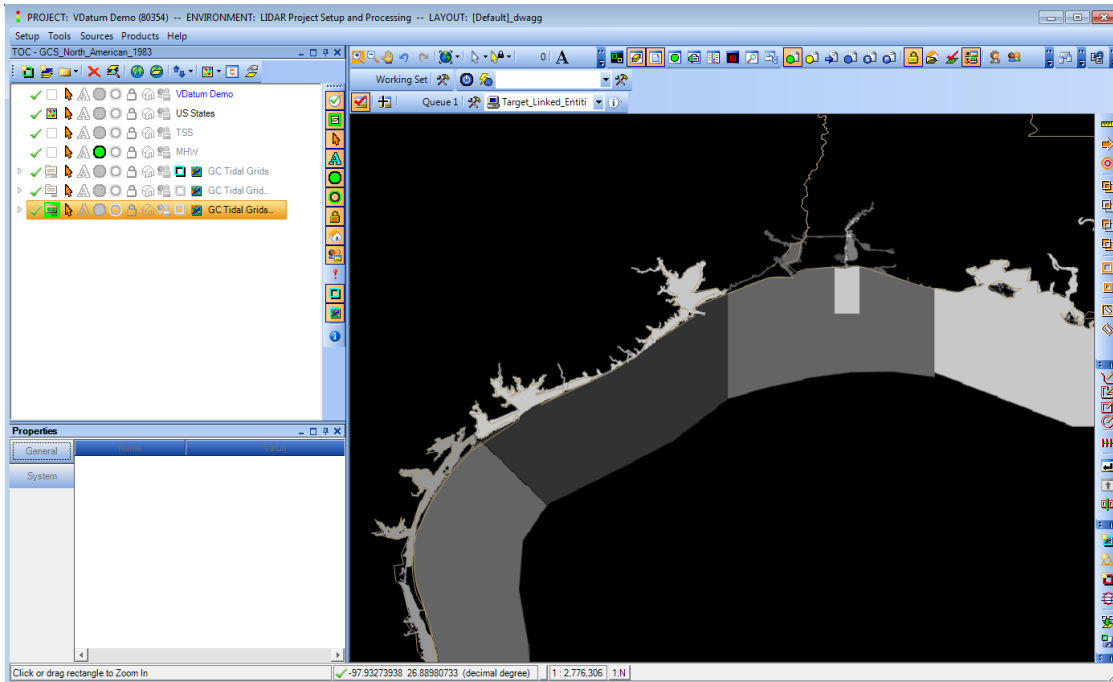 PROJECT: VDatum Demo (80354) -- ENVIRONMENT: LIDAR Project Setup and Processing -- LAYOUT: [Default]_dwagg
Setup Tools Sources Products Help
TOC - GCS_North_American_1983
0 A
Working Set
Queue 1 Target_Linked_Entiti
VDatum Demo
US States
TSS
MHW
GC Tidal Grids
GC Tidal Grid..
GC Tidal Grids..
Properties
General
Name Value
System
Click or drag rectangle to Zoom In
-97.93273938 26.88980733 (decimal degree) 1 : 2,776,306 1:N